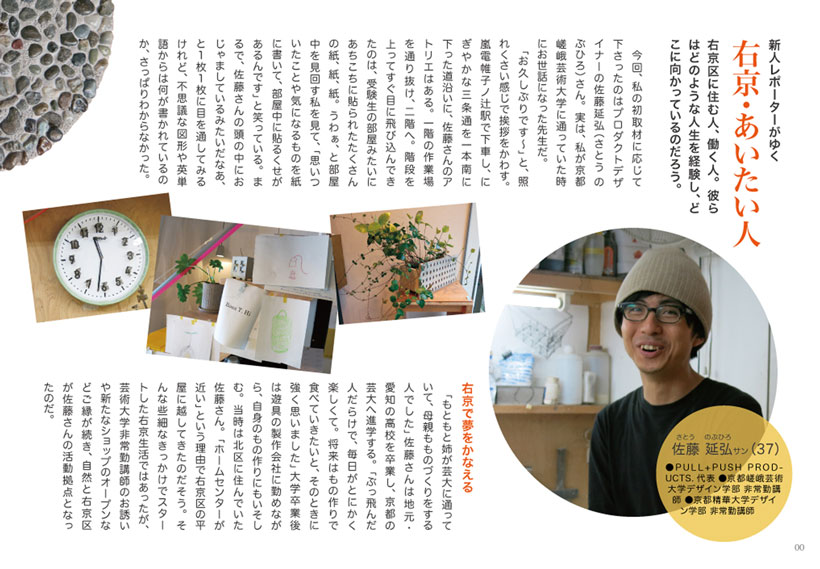 新人レポーターがゆく
右京・あいたい人
右京区に住む人、働く人。彼ら
はどのような人生を経験し、ど
こに向かっているのだろう。
今回、私の初取材に応じて
下さったのはプロダクトデザ
イナーの佐藤延弘（さとう の
ぶひろ）さん。実は、私が京都
嵯峨芸術大学に通っていた時
にお世話になった先生だ。
「お久しぶりです〜」と、照
れくさい感じで挨拶をかわす。
嵐電帷子ノ辻駅で下車し、に
ぎやかな三条通を一本南に
下った道沿いに、佐藤さんのア
トリエはある。一階の作業場
を通り抜け、二階へ。階段を
上ってすぐ目に飛び込んでき
たのは、受験生の部屋みたいに
あちこちに貼られたたくさん
の紙、紙、紙。うわぁ、と部屋
中を見回す私を見て、「思いつ
いたことや気になるものを紙
に書いて、部屋中に貼るくせが
あるんです」と笑っている。ま
るで、佐藤さんの頭の中にお
じゃましているみたいだなあ、
と1枚1枚に目を通してみる
けれど、不思議な図形や英単
語からは何が書かれているの
か、さっぱりわからなかった。
右京で夢をかなえる
「もともと姉が芸大に通って
いて、母親ものづくりをする
人でした」佐藤さんは地元・
愛知の高校を卒業し、京都の
芸大へ進学する。「ぶっ飛んだ
人だらけで、毎日がとにかく
楽しくて。将来はもの作りで
食べていきたいと、そのときに
強く思いました」大学卒業後
は遊具の製作会社に勤めなが
ら、自身のもの作りにもいそし
む。当時は北区に住んでいた
佐藤さん。「ホームセンターが
近い」という理由で右京区の平
屋に越してきたのだそう。そ
んな些細なきっかけでスター
トした右京生活ではあったが、
芸術大学非常勤講師のお誘い
や新たなショップのオープンな
どご縁が続き、自然と右京区
が佐藤さんの活動拠点となっ
たのだ。
さとう のぶひろ
佐藤 延弘サン（37）
●PULL+PUSH PROD-
UCTS.代表 ●京都嵯峨芸術
大学デザイン学部 非常勤講
師 ●京都精華大学デザイ
ン学部 非常勤講師
00